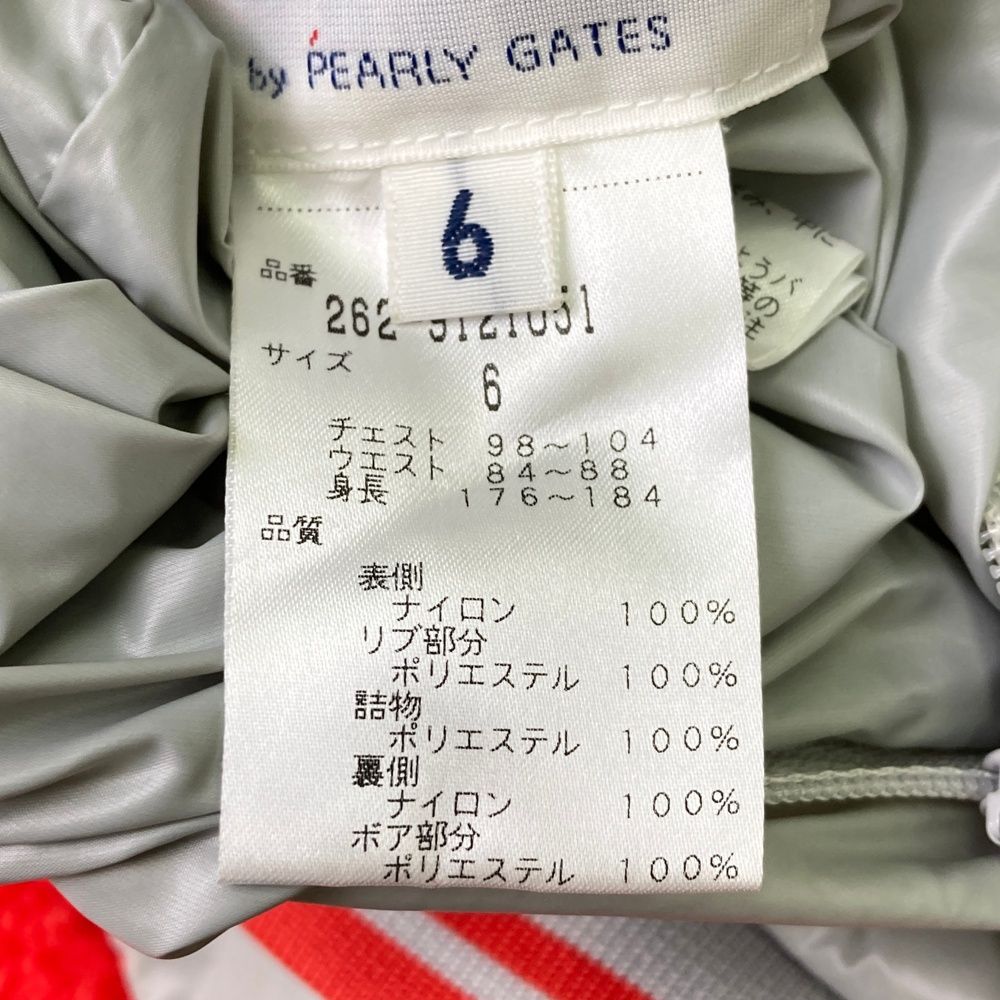 by PEARLY GATES
6
品番
262
サイズ
6
チェスト 98～104
ウエスト 84～88
身長 176～184
品質
表側
ナイロン 100%
リブ部分
ポリエステル 100%
詰物
ポリエステル 100%
裏側
ナイロン 100%
ボア部分
ポリエステル 100%